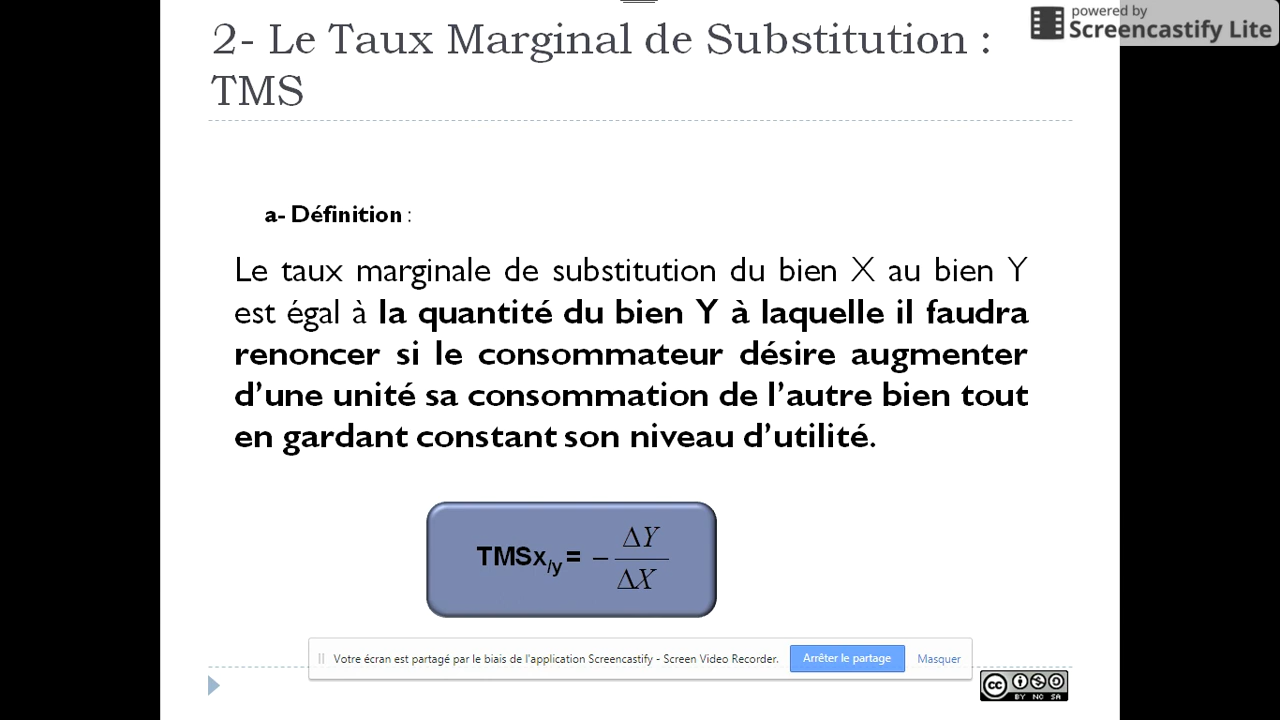 powered by
Screencastify Lite
2- Le Taux Marginal de Substitution :
TMS
a- Définition :
Le taux marginale de substitution du bien X au bien Y
est égal à la quantité du bien Y à laquelle il faudra
renoncer si le consommateur désire augmenter
d’une unité sa consommation de l’autre bien tout
en gardant constant son niveau d’utilité.
TMSx/y = − ΔY
ΔX
Votre écran est partagé par le biais de l'application Screencastify - Screen Video Recorder. Arrêter le partage Masquer
cc
BY NC SA